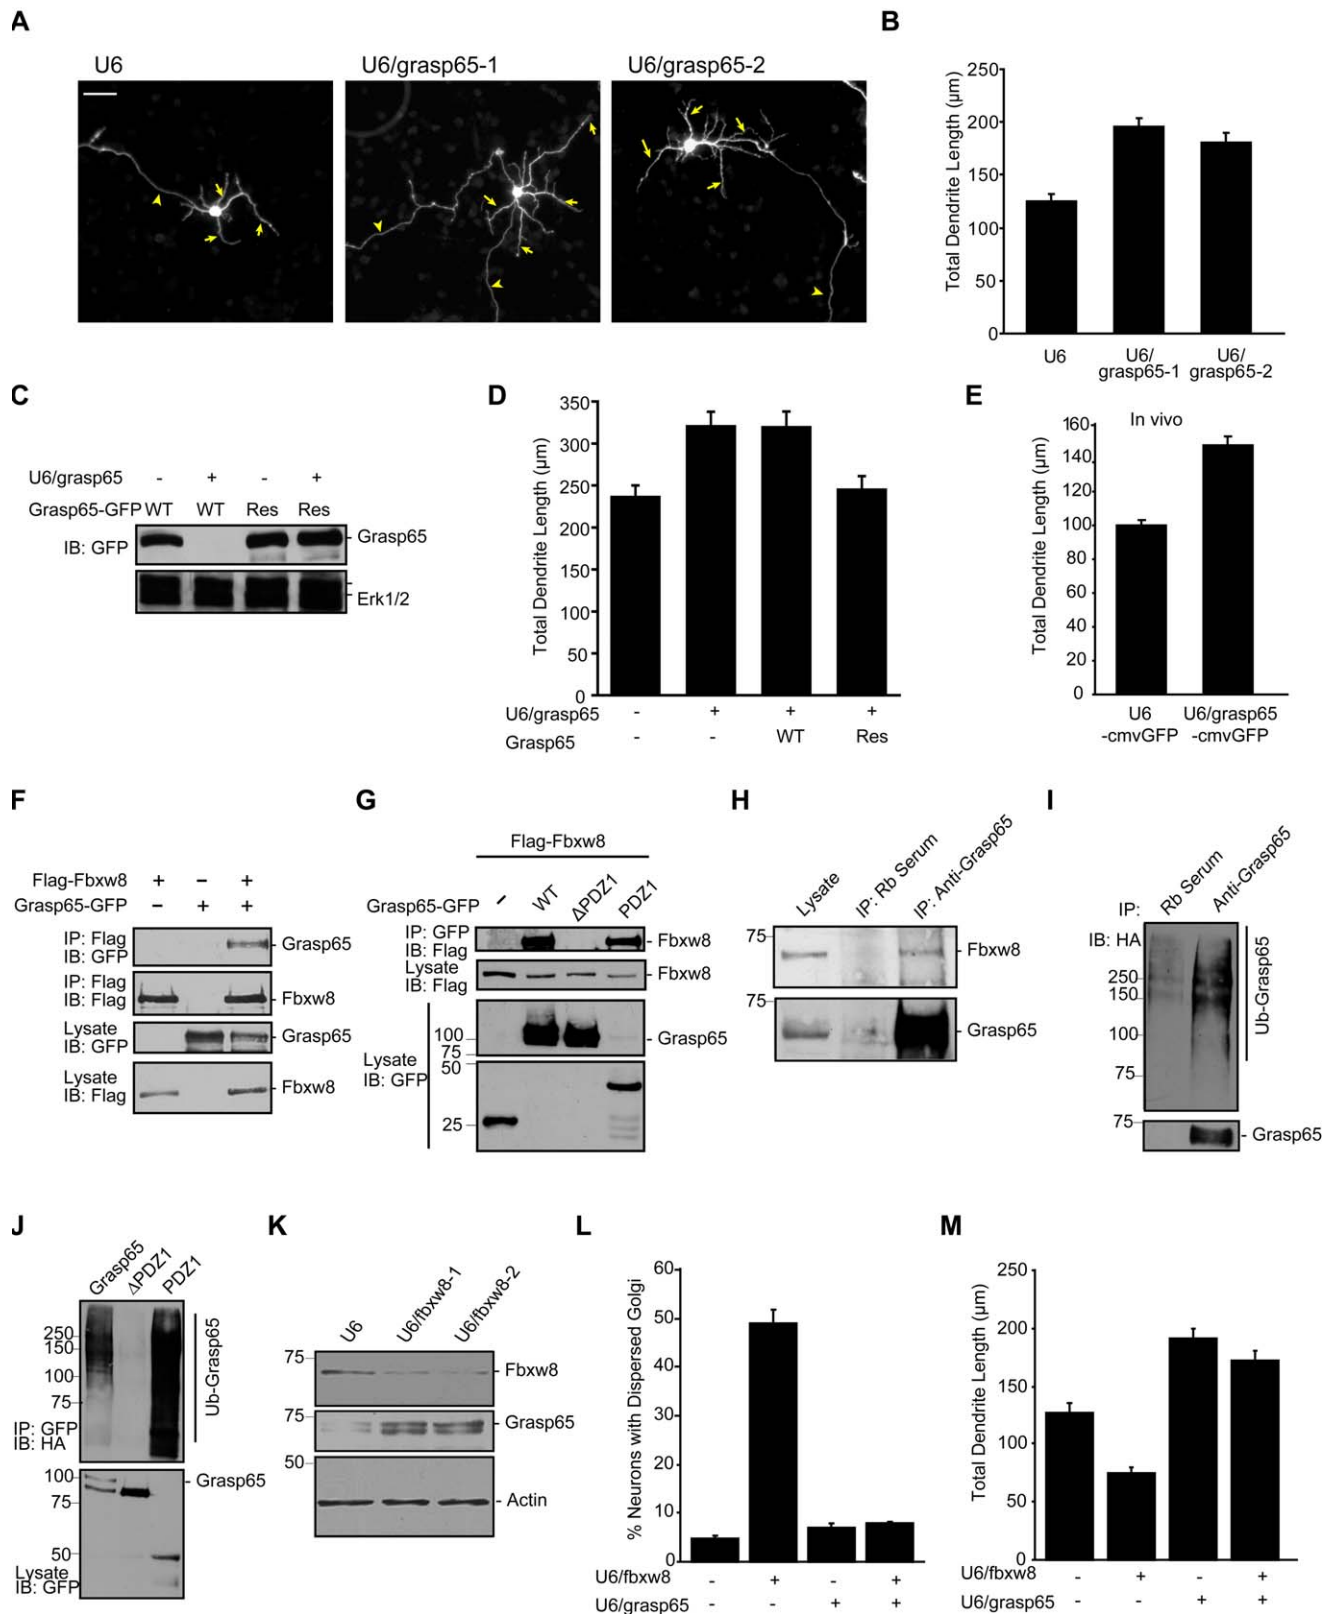 A
U6
U6/grasp65-1
U6/grasp65-2
B
Total Dendrite Length (µm)
250
200
150
100
50
0
U6
U6/
grasp65-1
U6/
grasp65-2
C
U6/grasp65 - + - +
Grasp65-GFP WT WT Res Res
IB: GFP
Grasp65
Erk1/2
D
Total Dendrite Length (µm)
350
300
250
200
150
100
50
0
U6/grasp65 - + + +
Grasp65 - - WT Res
E
In vivo
Total Dendrite Length (µm)
160
140
120
100
80
60
40
20
0
U6
-cmvGFP
U6/grasp65
-cmvGFP
F
Flag-Fbxw8 + – +
Grasp65-GFP – + +
IP: Flag
IB: GFP
Grasp65
IP: Flag
IB: Flag
Fbxw8
Lysate
IB: GFP
Grasp65
Lysate
IB: Flag
Fbxw8
G
Flag-Fbxw8
Grasp65-GFP – WT ΔPDZ1 PDZ1
IP: GFP
IB: Flag
Fbxw8
Lysate
IB: Flag
Fbxw8
100
75
Grasp65
Lysate
IB: GFP
50
25
H
Lysate
IP: Rb Serum
IP: Anti-Grasp65
75
Fbxw8
75
Grasp65
I
IP: Rb Serum Anti-Grasp65
IB: HA
250
150
100
75
Ub-Grasp65
75
Grasp65
J
Grasp65
ΔPDZ1
PDZ1
250
150
100
75
Ub-Grasp65
IP: GFP
IB: HA
100
75
Grasp65
50
Lysate
IB: GFP
K
U6
U6/fbxw8-1
U6/fbxw8-2
75
Fbxw8
75
Grasp65
50
Actin
L
% Neurons with Dispersed Golgi
60
50
40
30
20
10
0
U6/fbxw8 - + - +
U6/grasp65 - - + +
M
Total Dendrite Length (µm)
250
200
150
100
50
0
U6/fbxw8 - + - +
U6/grasp65 - - + +